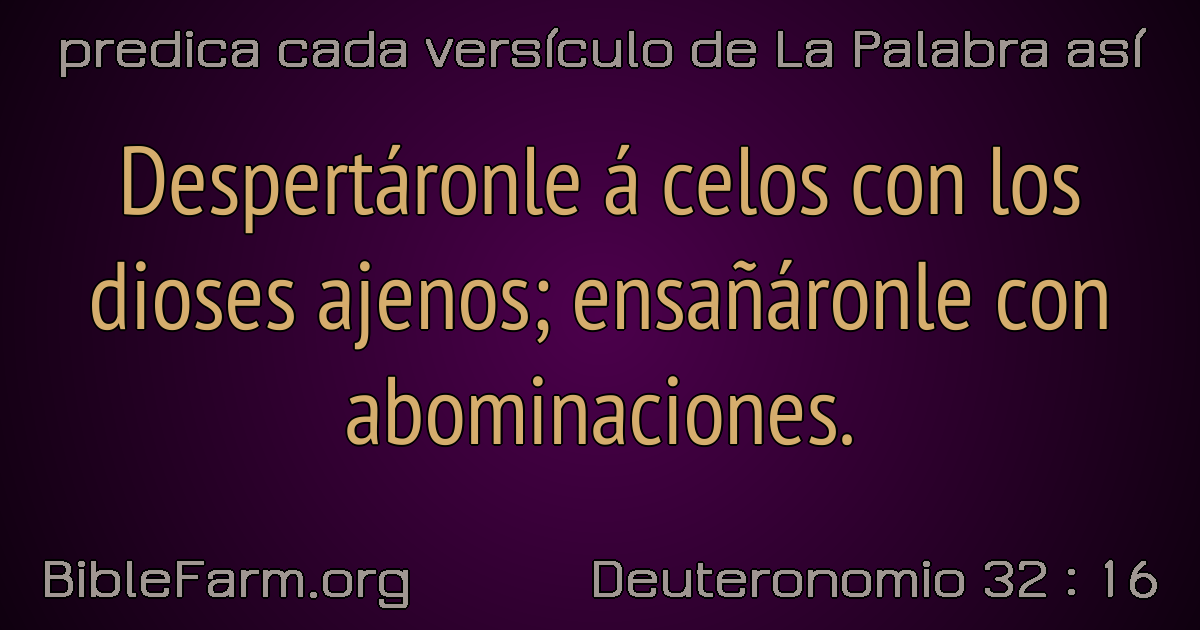 predica cada versículo de La Palabra así
Despertáronle á celos con los
dioses ajenos; ensañáronle con
abominaciones.
BibleFarm.org
Deuteronomio 32 : 16